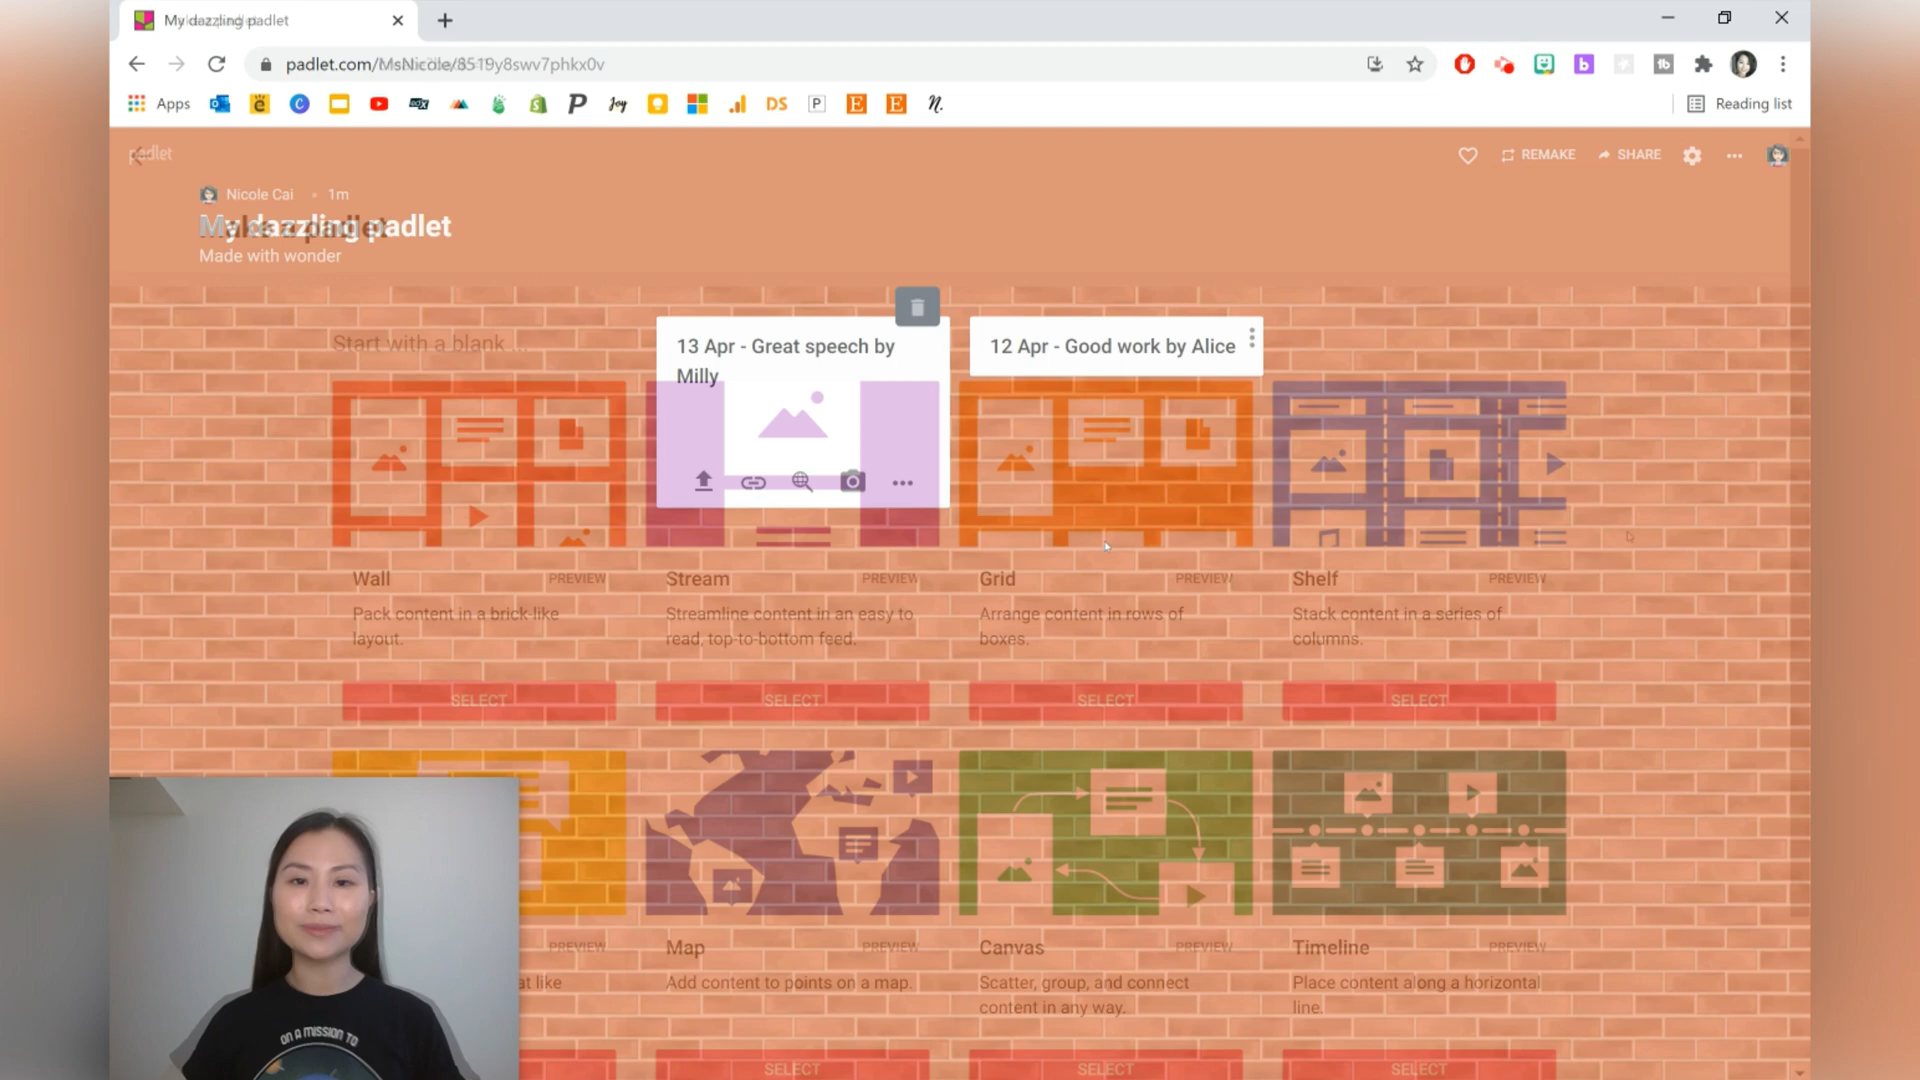 My dazzling padlet
padlet.com/MsNicole/8519y8swv7phkx0v
Apps
DS
P
Joy
P
E
E
n.
Reading list
padlet
REMAKE
SHARE
Nicole Cai • 1m
My dazzling padlet
Made with wonder
Start with a blank ...
13 Apr - Great speech by
Milly
12 Apr - Good work by Alice
Wall PREVIEW
Pack content in a brick-like
layout.
SELECT
Stream PREVIEW
Streamline content in an easy to
read, top-to-bottom feed.
SELECT
Grid PREVIEW
Arrange content in rows of
boxes.
SELECT
Shelf PREVIEW
Stack content in a series of
columns.
SELECT
PREVIEW
at like
Map PREVIEW
Add content to points on a map.
SELECT
Canvas PREVIEW
Scatter, group, and connect
content in any way.
SELECT
Timeline PREVIEW
Place content along a horizontal
line.
SELECT
ON A MISSION TO